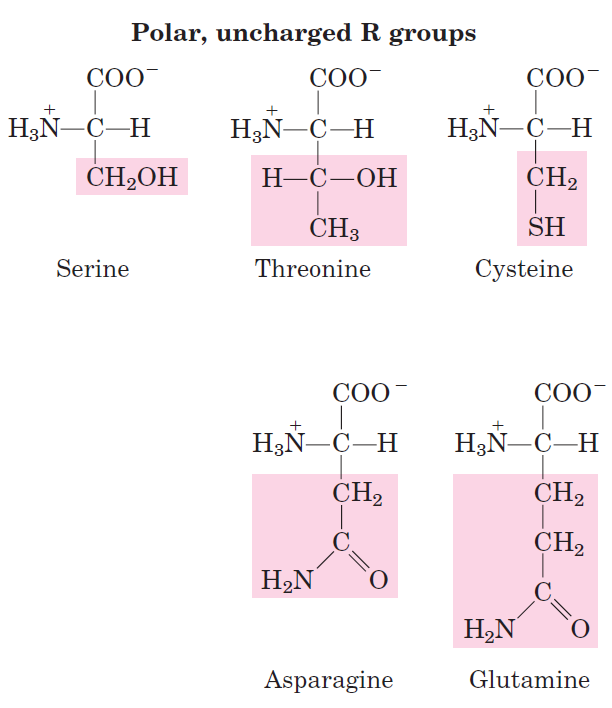 Polar, uncharged R groups
COO⁻ COO⁻ COO⁻
H₃N⁺—C—H H₃N⁺—C—H H₃N⁺—C—H
CH₂OH H—C—OH CH₂
CH₃ SH
Serine Threonine Cysteine
COO⁻ COO⁻
H₃N⁺—C—H H₃N⁺—C—H
CH₂ CH₂
C CH₂
H₂N O C
H₂N O
Asparagine Glutamine